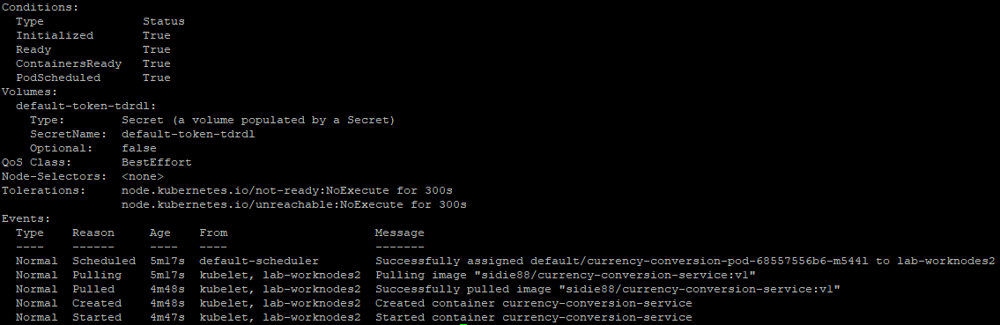 Conditions:
  Type              Status
  Initialized       True
  Ready             True
  ContainersReady   True
  PodScheduled      True
Volumes:
  default-token-tdrdl:
    Type:        Secret (a volume populated by a Secret)
    SecretName:  default-token-tdrdl
    Optional:    false
QoS Class:       BestEffort
Node-Selectors:  <none>
Tolerations:     node.kubernetes.io/not-ready:NoExecute for 300s
                 node.kubernetes.io/unreachable:NoExecute for 300s
Events:
  Type    Reason     Age    From                      Message
  ----    ------     ----   ----                      -------
  Normal  Scheduled  5m17s  default-scheduler         Successfully assigned default/currency-conversion-pod-68557556b6-m544l to lab-worknodes2
  Normal  Pulling    5m17s  kubelet, lab-worknodes2   Pulling image "sidie88/currency-conversion-service:v1"
  Normal  Pulled     4m48s  kubelet, lab-worknodes2   Successfully pulled image "sidie88/currency-conversion-service:v1"
  Normal  Created    4m48s  kubelet, lab-worknodes2   Created container currency-conversion-service
  Normal  Started    4m47s  kubelet, lab-worknodes2   Started container currency-conversion-service